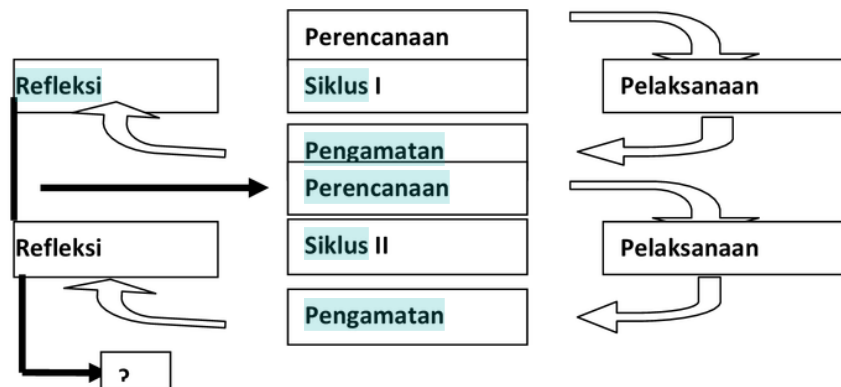 Perencanaan
Refleksi
Siklus I
Pelaksanaan
Pengamatan
Perencanaan
Refleksi
Siklus II
Pelaksanaan
Pengamatan
?